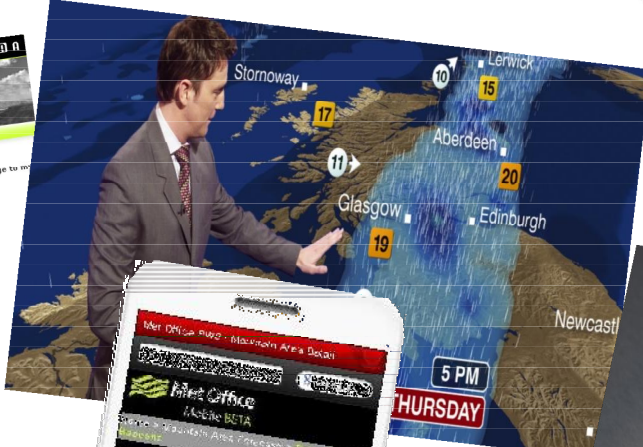 Lerwick
10
15
Stornoway
17
Aberdeen
11
20
Glasgow
Edinburgh
19
Newcastl
5 PM
THURSDAY
Met Office
Mobile BETA